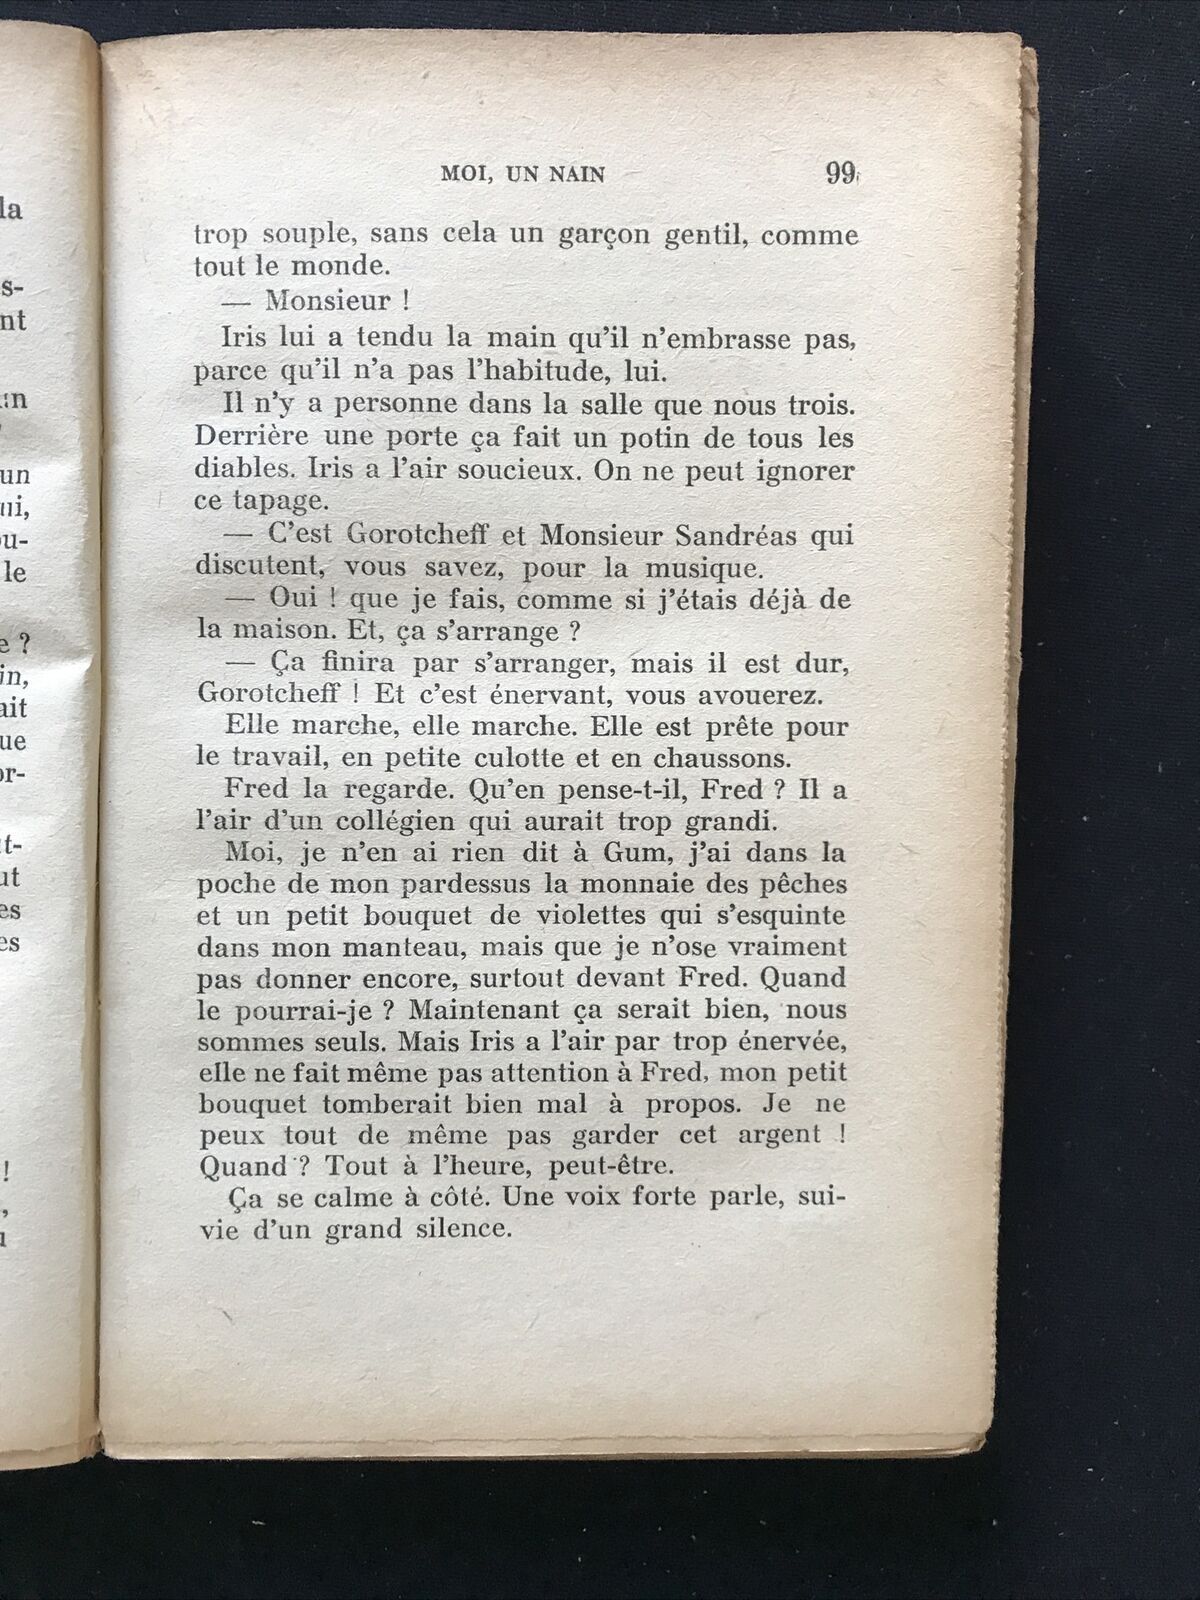 la
s-
nt
un
ui,
le
e ?
in,
ait
ue
or-
t-
ut
es
es
!
,
MOI, UN NAIN 99
trop souple, sans cela un garçon gentil, comme
tout le monde.
— Monsieur !
Iris lui a tendu la main qu'il n'embrasse pas,
parce qu'il n'a pas l'habitude, lui.
Il n'y a personne dans la salle que nous trois.
Derrière une porte ça fait un potin de tous les
diables. Iris a l'air soucieux. On ne peut ignorer
ce tapage.
— C'est Gorotcheff et Monsieur Sandréas qui
discutent, vous savez, pour la musique.
— Oui ! que je fais, comme si j'étais déjà de
la maison. Et, ça s'arrange ?
— Ça finira par s'arranger, mais il est dur,
Gorotcheff ! Et c'est énervant, vous avouerez.
Elle marche, elle marche. Elle est prête pour
le travail, en petite culotte et en chaussons.
Fred la regarde. Qu'en pense-t-il, Fred ? Il a
l'air d'un collégien qui aurait trop grandi.
Moi, je n'en ai rien dit à Gum, j'ai dans la
poche de mon pardessus la monnaie des pêches
et un petit bouquet de violettes qui s'esquinte
dans mon manteau, mais que je n'ose vraiment
pas donner encore, surtout devant Fred. Quand
le pourrai-je ? Maintenant ça serait bien, nous
sommes seuls. Mais Iris a l'air par trop énervée,
elle ne fait même pas attention à Fred, mon petit
bouquet tomberait bien mal à propos. Je ne
peux tout de même pas garder cet argent !
Quand ? Tout à l'heure, peut-être.
Ça se calme à côté. Une voix forte parle, sui-
vie d'un grand silence.